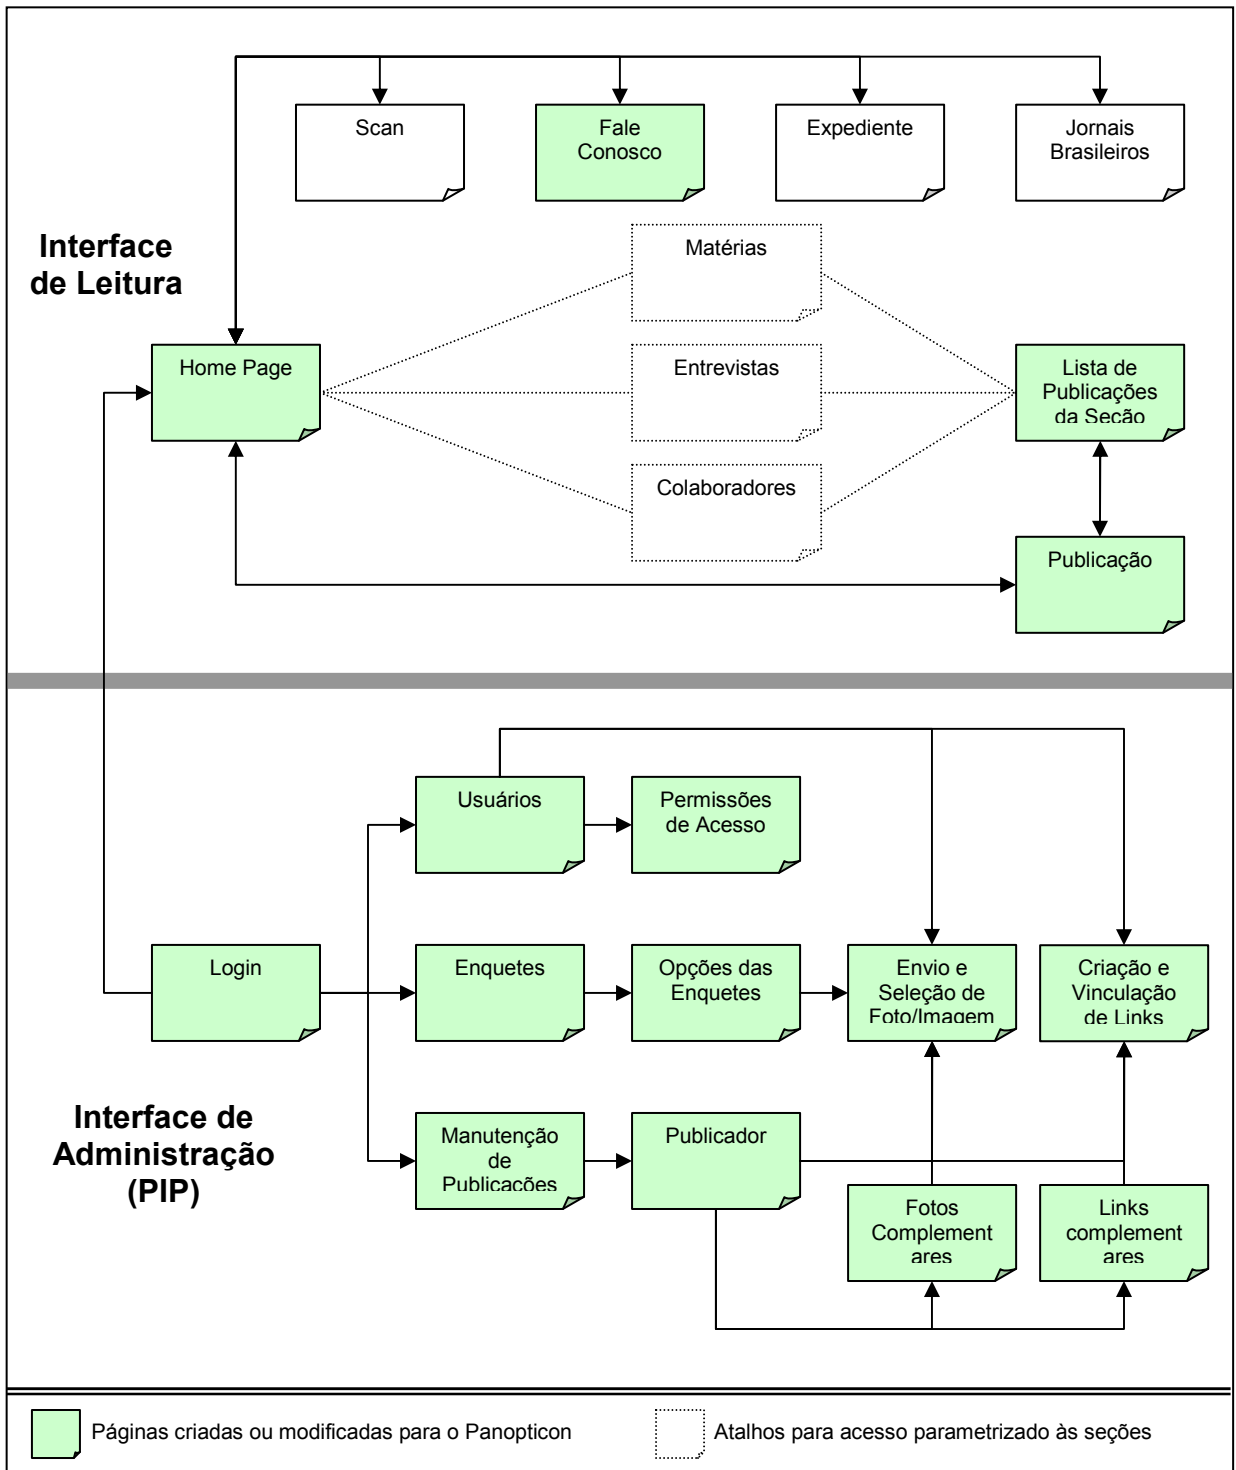 Scan
Fale
Conosco
Expediente
Jornais
Brasileiros
Interface
de Leitura
Matérias
Home Page
Entrevistas
Lista de
Publicações
da Seção
Colaboradores
Publicação
Usuários
Permissões
de Acesso
Login
Enquetes
Opções das
Enquetes
Envio e
Seleção de
Foto/Imagem
Criação e
Vinculação
de Links
Interface de
Administração
(PIP)
Manutenção
de
Publicações
Publicador
Fotos
Complement
ares
Links
complement
ares
Páginas criadas ou modificadas para o Panopticon
Atalhos para acesso parametrizado às seções